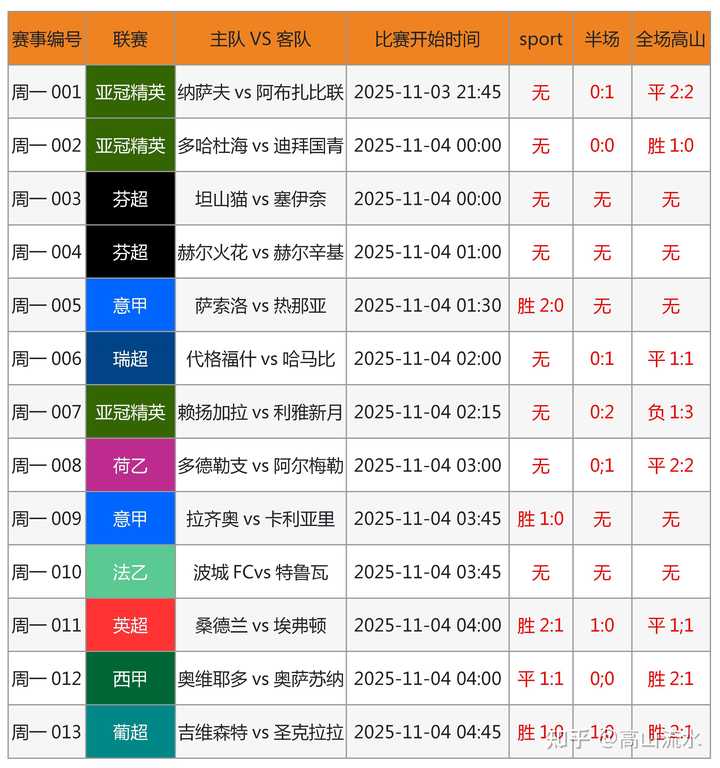 赛事编号 联赛 主队 VS 客队 比赛开始时间 sport 半场 全场高山
周一 001 亚冠精英 纳萨夫 vs 阿布扎比联 2025-11-03 21:45 无 0:1 平 2:2
周一 002 亚冠精英 多哈杜海 vs 迪拜国青 2025-11-04 00:00 无 0:0 胜 1:0
周一 003 芬超 坦山猫 vs 塞伊奈 2025-11-04 00:00 无 无 无
周一 004 芬超 赫尔火花 vs 赫尔辛基 2025-11-04 01:00 无 无 无
周一 005 意甲 萨索洛 vs 热那亚 2025-11-04 01:30 胜 2:0 无 无
周一 006 瑞超 代格福什 vs 哈马比 2025-11-04 02:00 无 0:1 平 1:1
周一 007 亚冠精英 赖扬加拉 vs 利雅新月 2025-11-04 02:15 无 0:2 负 1:3
周一 008 荷乙 多德勒支 vs 阿尔梅勒 2025-11-04 03:00 无 0;1 平 2:2
周一 009 意甲 拉齐奥 vs 卡利亚里 2025-11-04 03:45 胜 1:0 无 无
周一 010 法乙 波城 FCvs 特鲁瓦 2025-11-04 03:45 无 无 无
周一 011 英超 桑德兰 vs 埃弗顿 2025-11-04 04:00 胜 2:1 1:0 平 1;1
周一 012 西甲 奥维耶多 vs 奥萨苏纳 2025-11-04 04:00 平 1:1 0;0 胜 2:1
周一 013 葡超 吉维森特 vs 圣克拉拉 2025-11-04 04:45 胜 1:0 1;0 胜 2:1
知乎 @高山流水